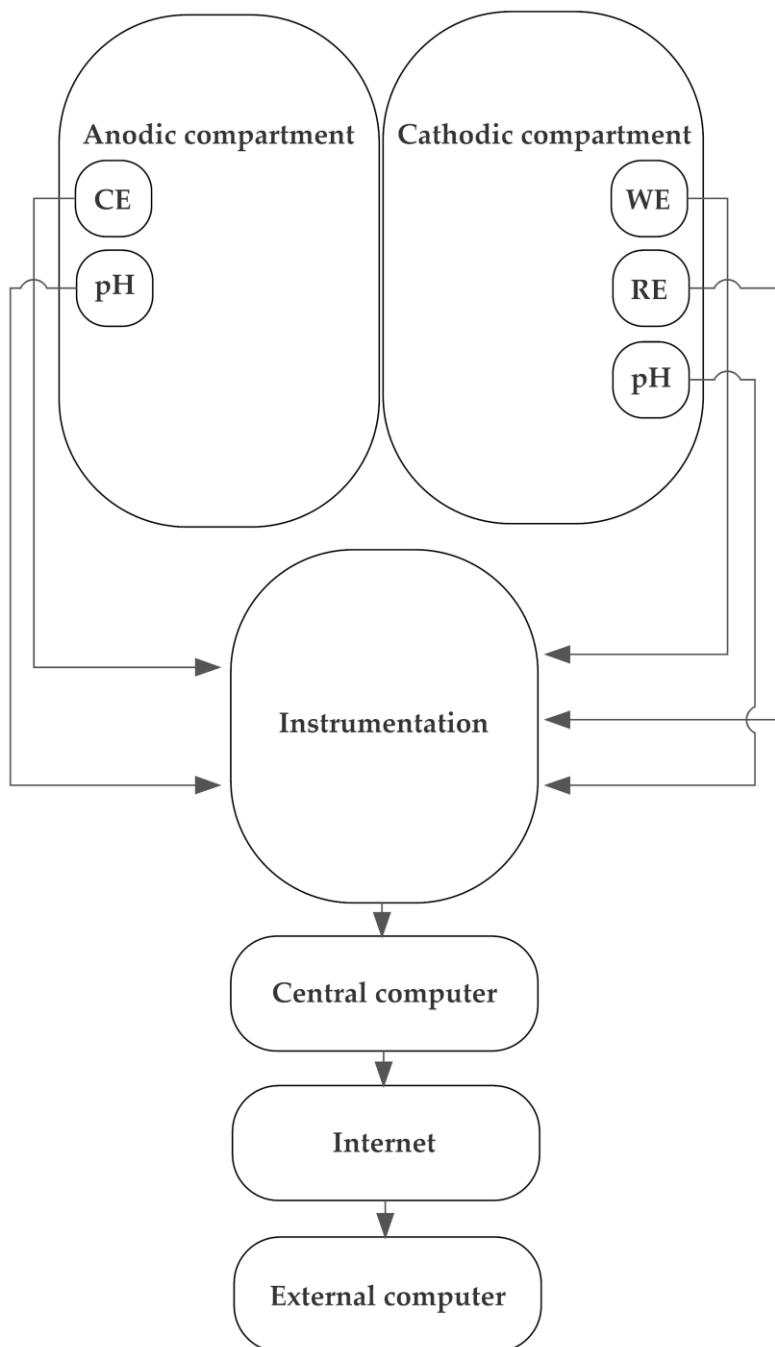 Anodic compartment
CE
pH
Cathodic compartment
WE
RE
pH
Instrumentation
Central computer
Internet
External computer